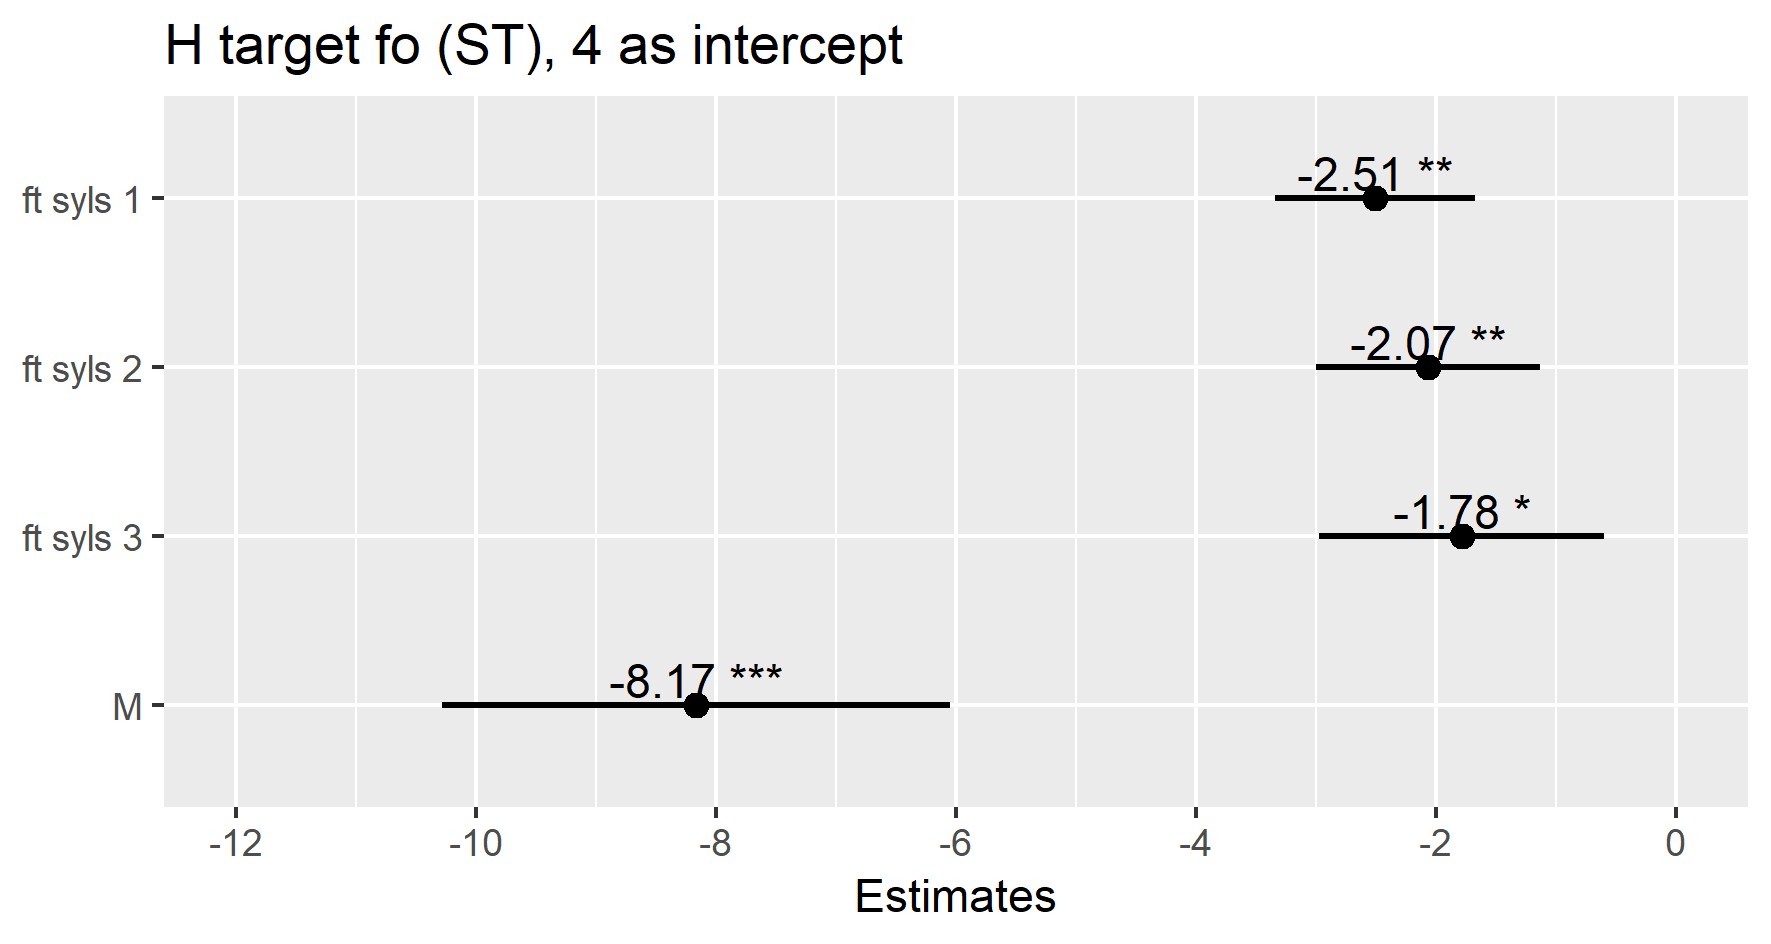 H target fo (ST), 4 as intercept
ft syls 1
-2.51 **
ft syls 2
-2.07 **
ft syls 3
-1.78 *
M
-8.17 ***
-12 -10 -8 -6 -4 -2 0
Estimates